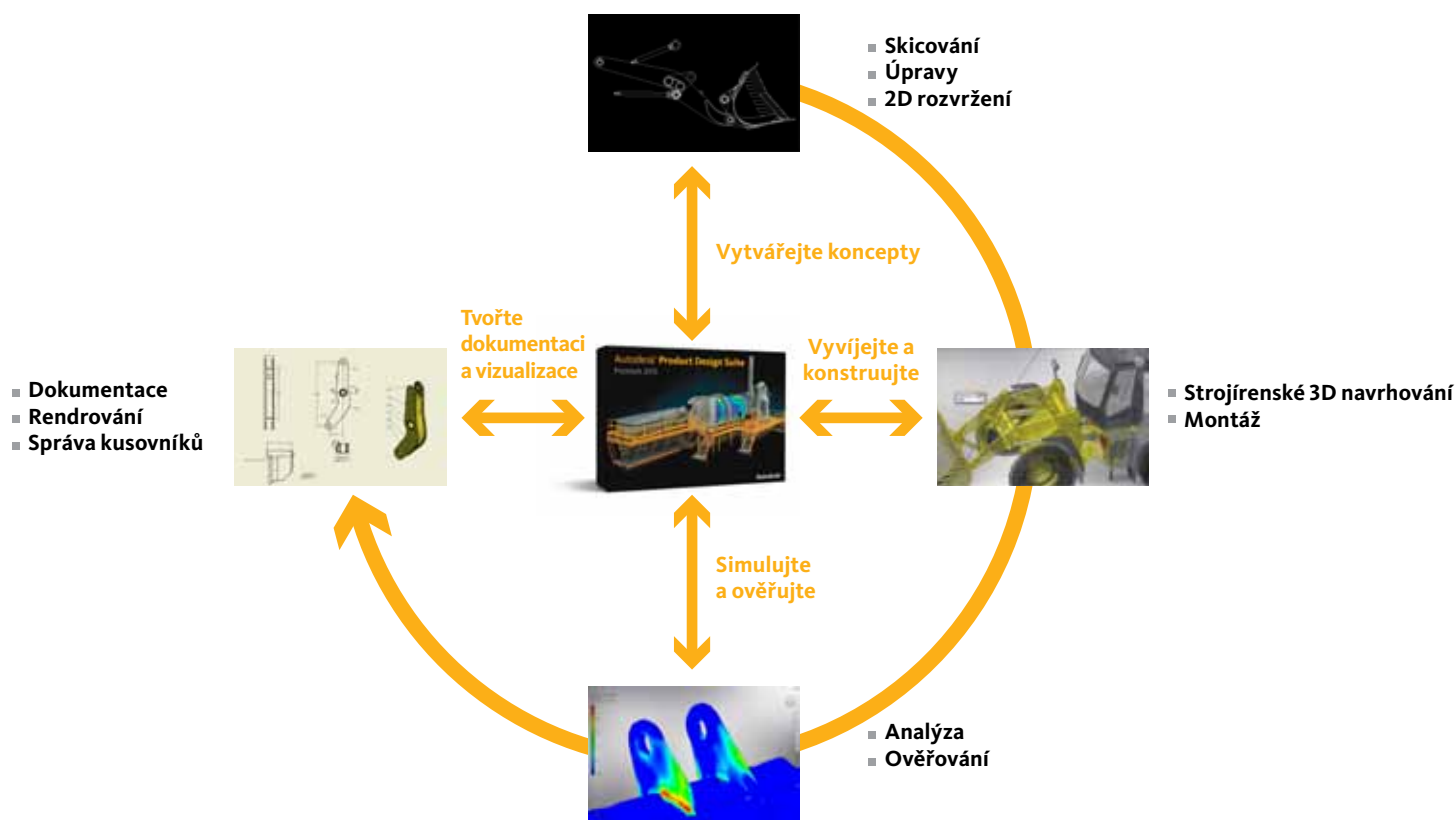 Skicování
Úpravy
2D rozvržení
Vytvářejte koncepty
Tvořte
dokumentaci
a vizualizace
Autodesk® Product Design Suite
Vyvíjejte a
konstruujte
Dokumentace
Rendrování
Správa kusovníků
Strojírenské 3D navrhování
Montáž
Autodesk
Simulujte
a ověřujte
Analýza
Ověřování